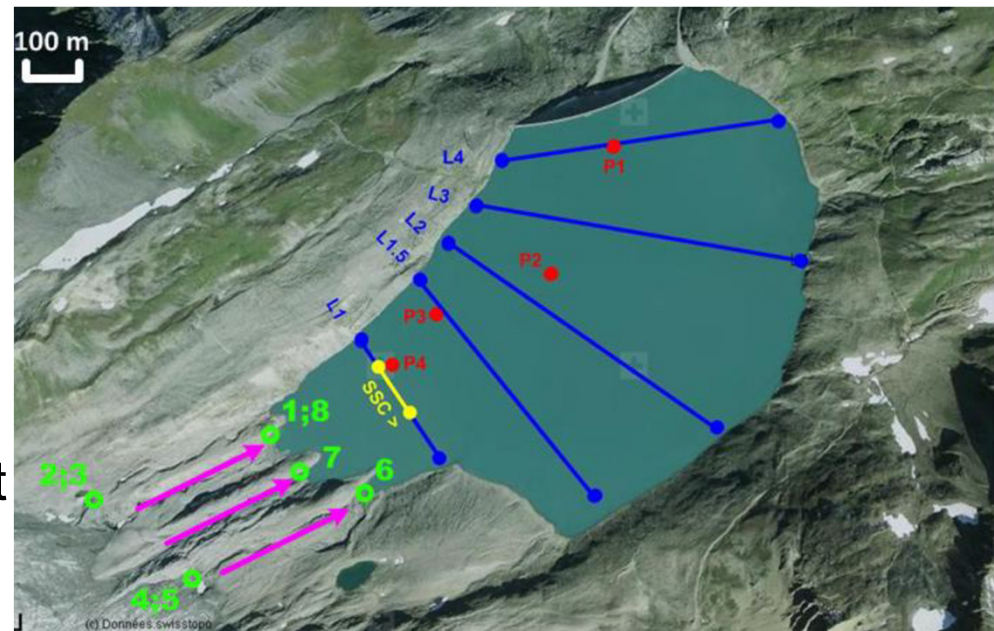 100 m
L4
P1
L3
L2
P2
L1.5
P3
L1
P4
SSC >
1;8
7
6
2;3
t
4;5
(c) Données swisstopo